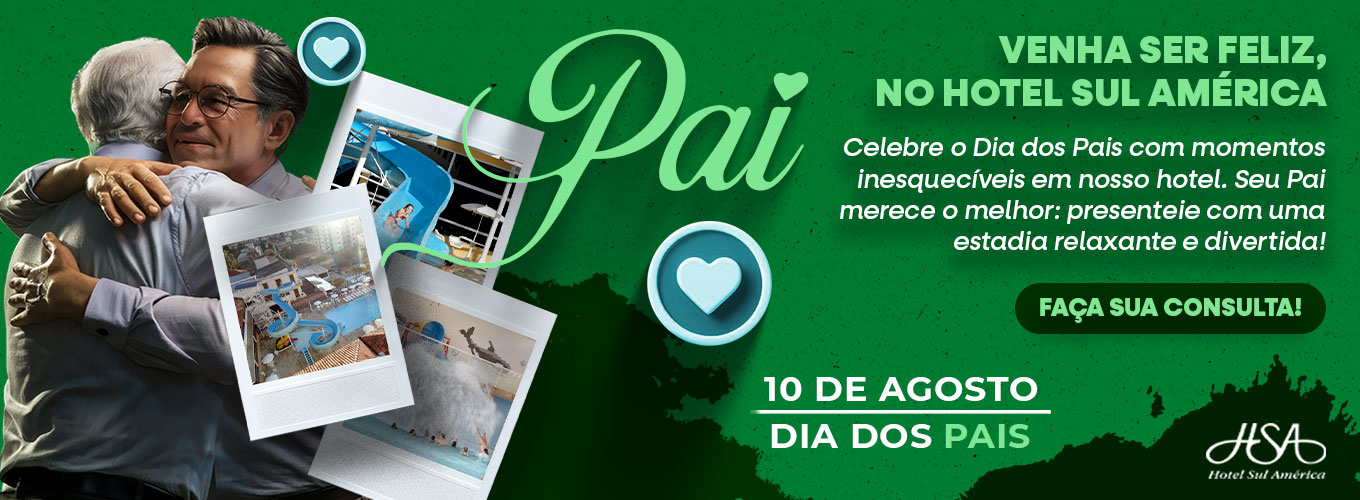 Pai
VENHA SER FELIZ,
NO HOTEL SUL AMÉRICA
Celebre o Dia dos Pais com momentos
inesquecíveis em nosso hotel. Seu Pai
merece o melhor: presenteie com uma
estadia relaxante e divertida!
FAÇA SUA CONSULTA!
10 DE AGOSTO
DIA DOS PAIS
HSA
Hotel Sul América